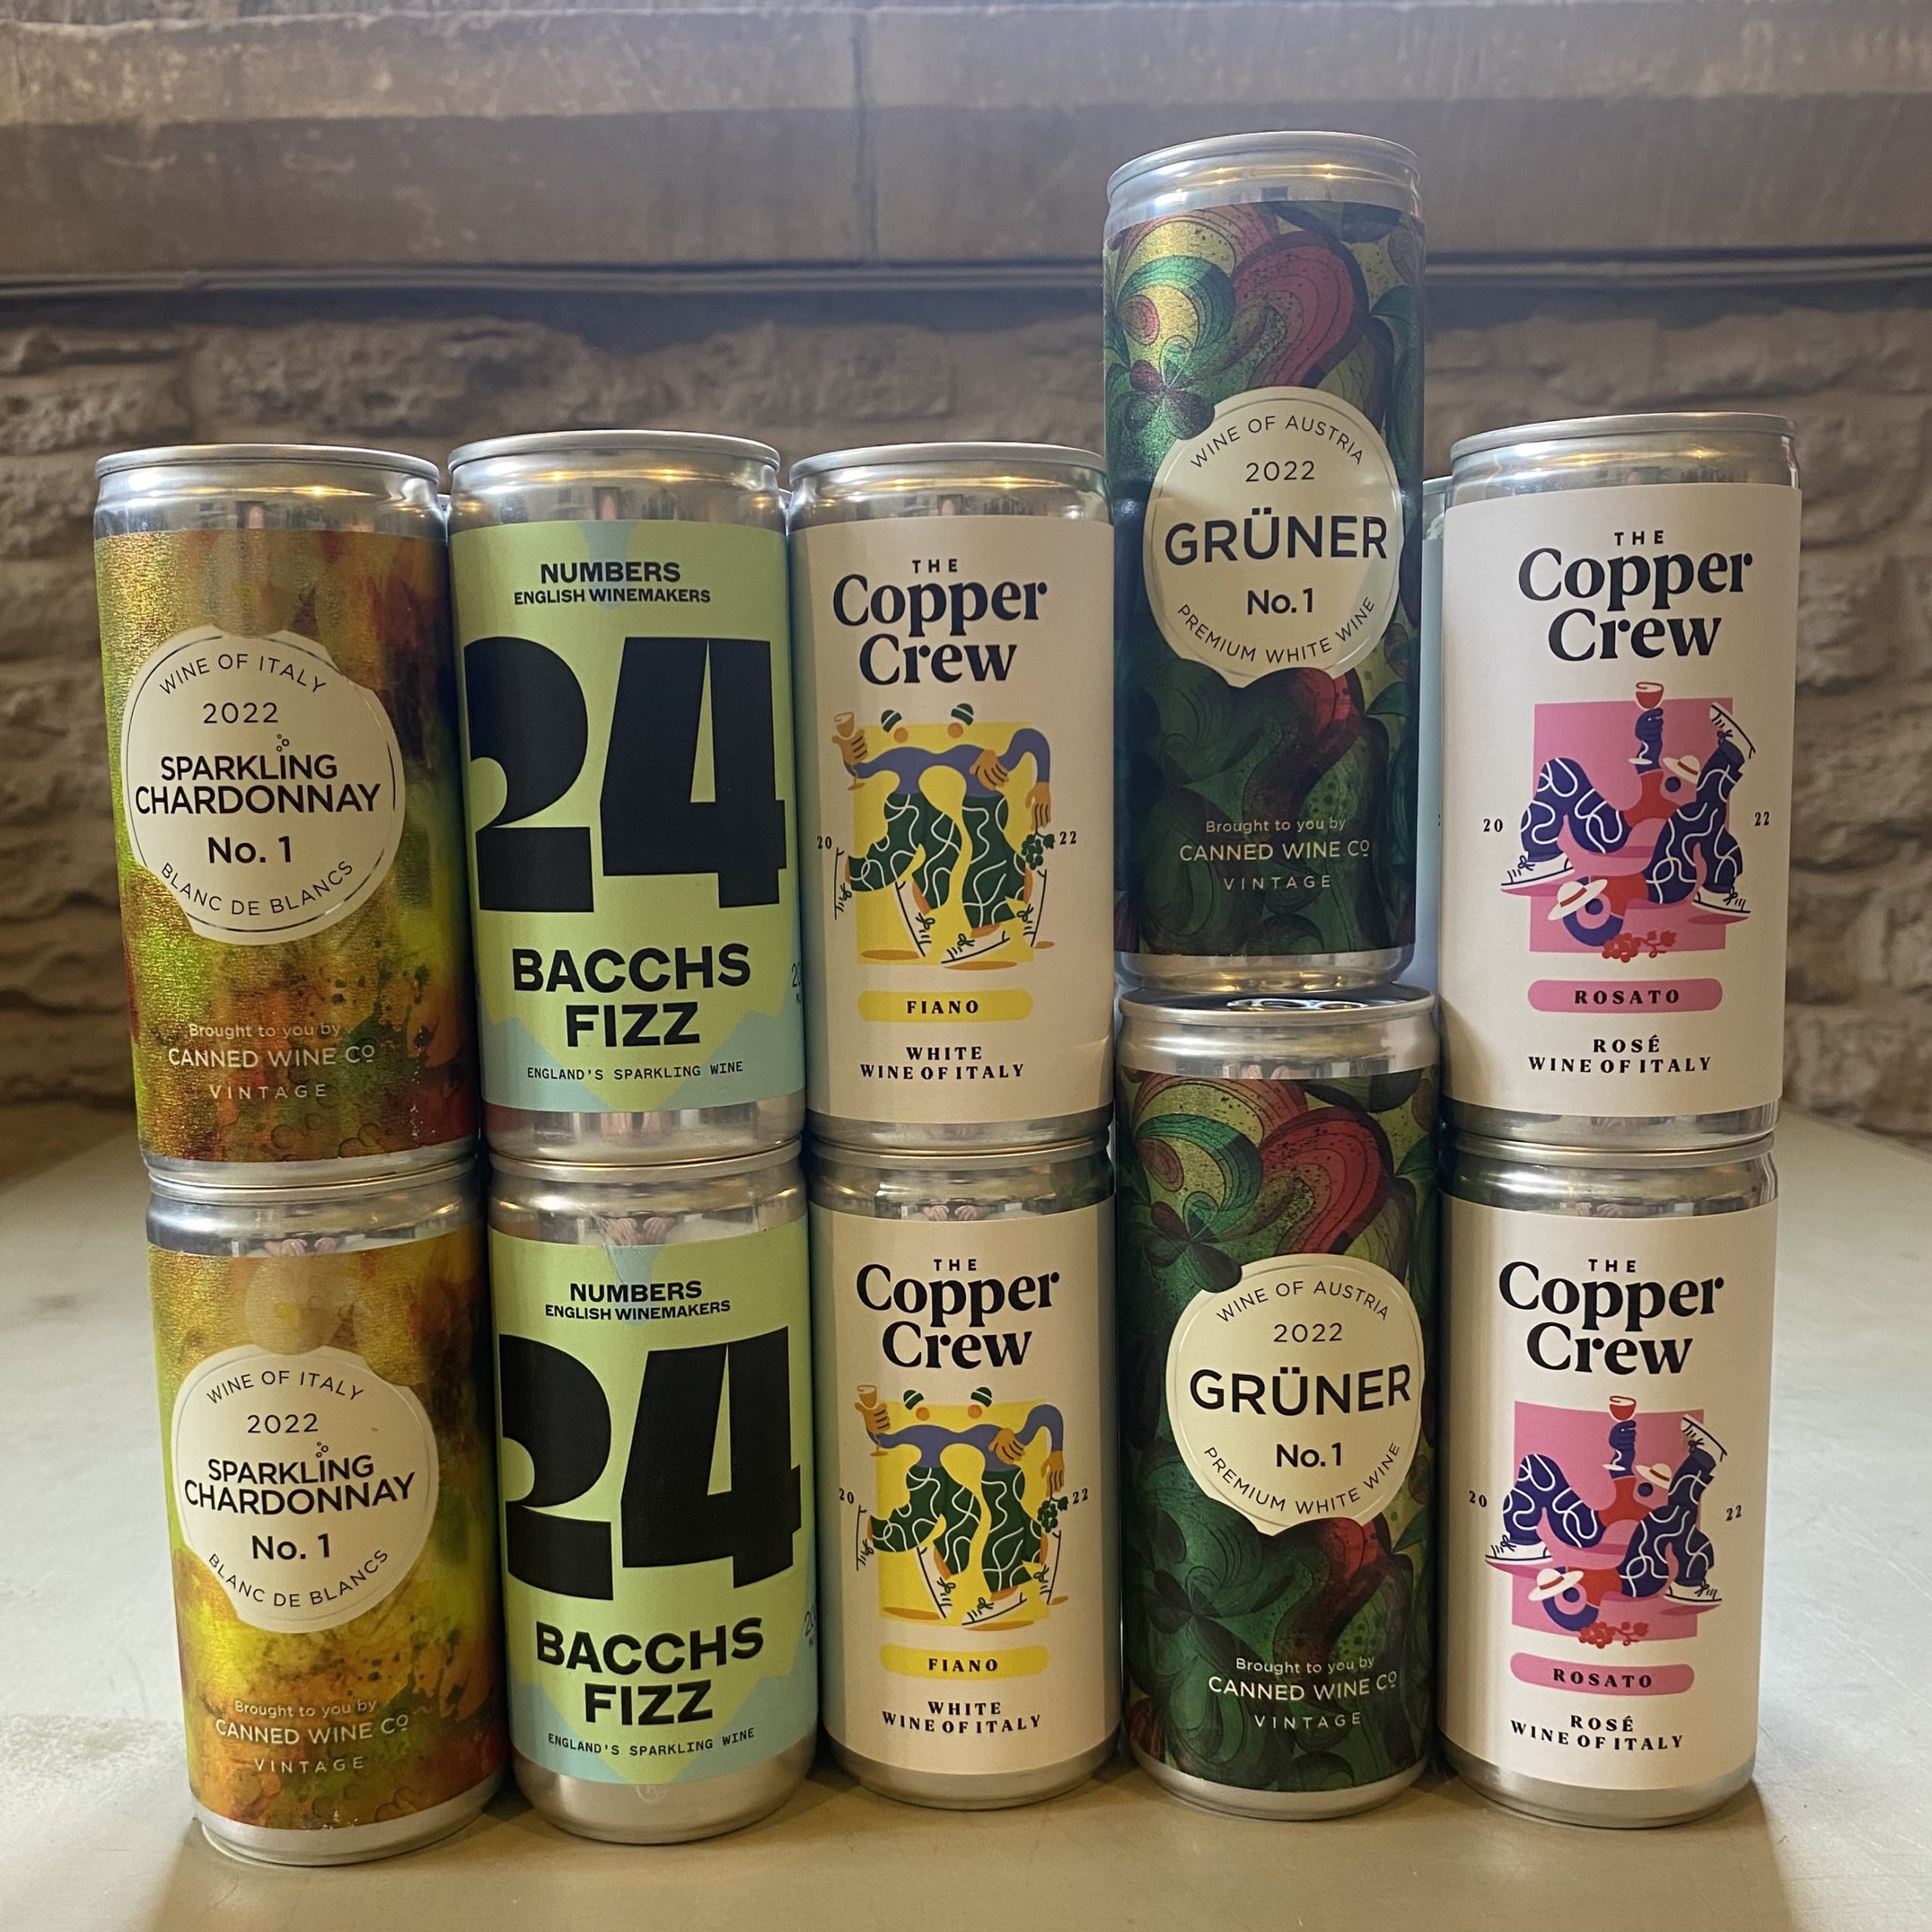 WINE OF ITALY
2022
SPARKLING
CHARDONNAY
No. 1
BLANC DE BLANCS
Brought to you by
CANNED WINE Cº
VINTAGE
NUMBERS
ENGLISH WINEMAKERS
24
BACCHS
FIZZ
ENGLAND'S SPARKLING WINE
THE
Copper
Crew
20 22
FIANO
WHITE
WINE OF ITALY
WINE OF AUSTRIA
2022
GRÜNER
No.1
PREMIUM WHITE WINE
Brought to you by
CANNED WINE Cº
VINTAGE
THE
Copper
Crew
20 22
ROSATO
ROSÉ
WINE OF ITALY
WINE OF ITALY
2022
SPARKLING
CHARDONNAY
No. 1
BLANC DE BLANCS
Brought to you by
CANNED WINE Cº
VINTAGE
NUMBERS
ENGLISH WINEMAKERS
24
BACCHS
FIZZ
ENGLAND'S SPARKLING WINE
THE
Copper
Crew
20 22
FIANO
WHITE
WINE OF ITALY
WINE OF AUSTRIA
2022
GRÜNER
No.1
PREMIUM WHITE WINE
Brought to you by
CANNED WINE Cº
VINTAGE
THE
Copper
Crew
20 22
ROSATO
ROSÉ
WINE OF ITALY